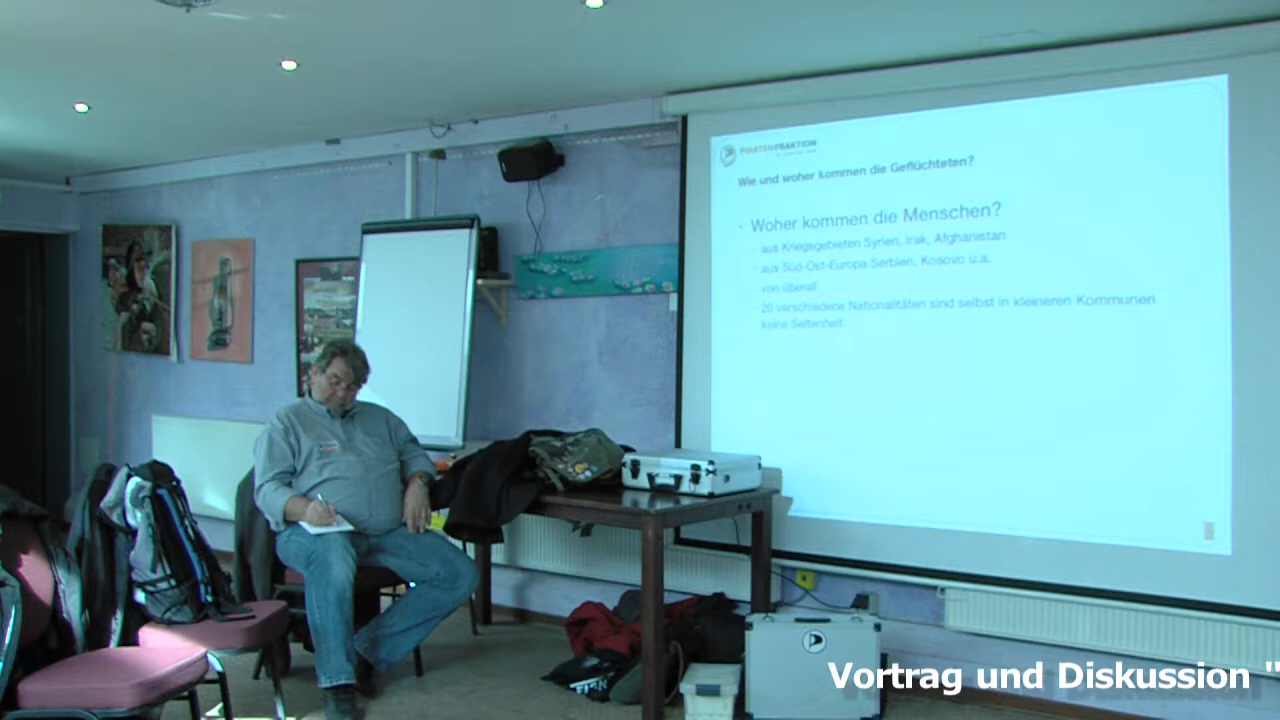 PIRATENFRAKTION
Wie und woher kommen die Geflüchteten?
Woher kommen die Menschen?
aus Kriegsgebieten Syrien, Irak, Afghanistan
aus Süd-Ost-Europa Serbien, Kosovo u.a.
von überall
20 verschiedene Nationalitäten sind selbst in kleineren Kommunen
keine Seltenheit
Vortrag und Diskussion "